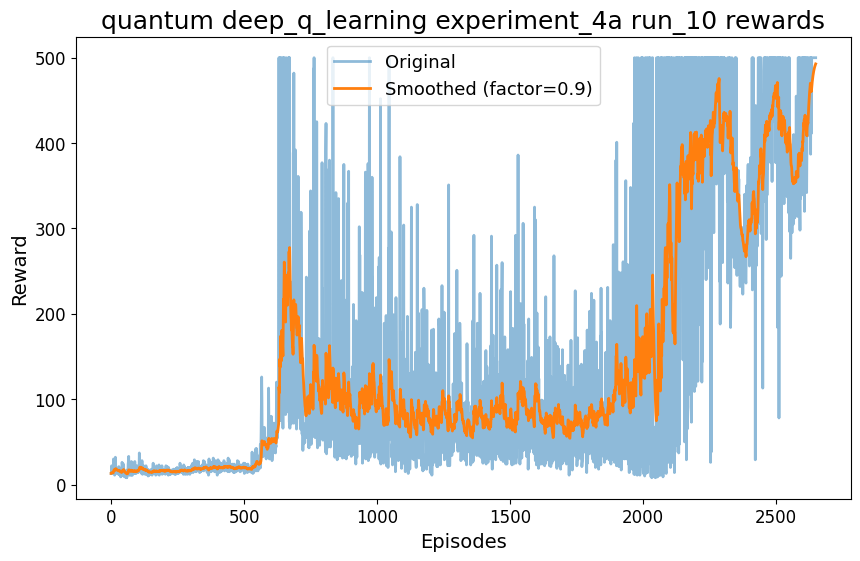 quantum deep_q_learning experiment_4a run_10 rewards
Original
Smoothed (factor=0.9)
500
400
300
200
100
0
Reward
0 500 1000 1500 2000 2500
Episodes